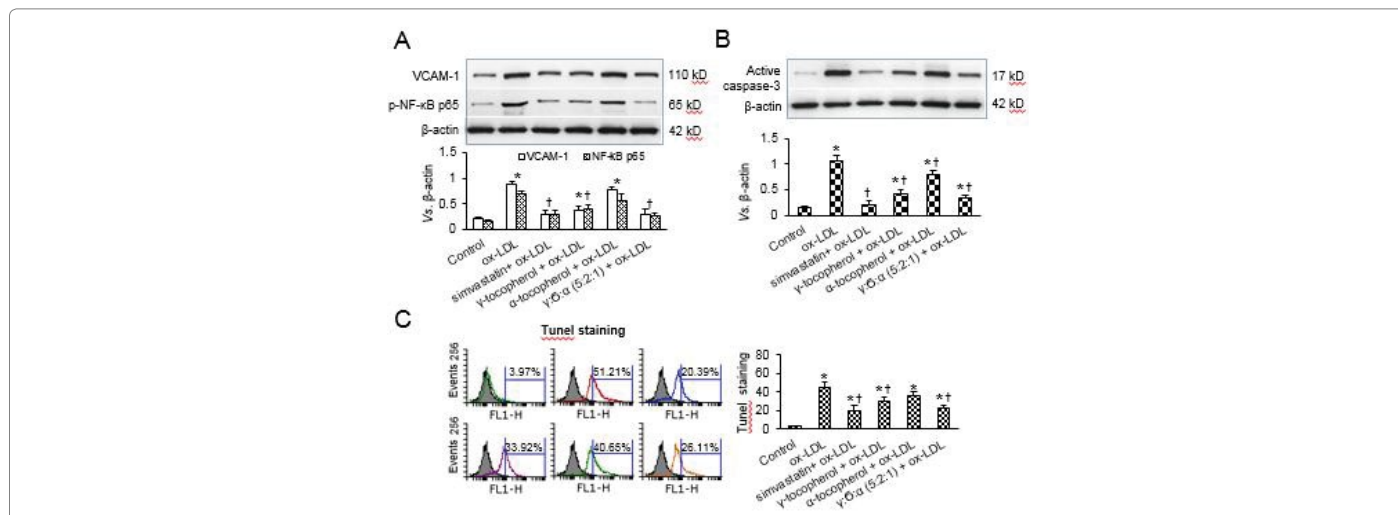 A
VCAM-1
110 kD
p-NF-κB p65
65 kD
β-actin
42 kD
1.5
1
0.5
0
Vs. β-actin
VCAM-1
NF-kB p65
*
†
*†
*
†
Control
ox-LDL
simvastatin+ ox-LDL
γ-tocopherol + ox-LDL
α-tocopherol + ox-LDL
γ:δ:α (5:2:1) + ox-LDL
B
Active
caspase-3
17 kD
β-actin
42 kD
1.5
1
0.5
0
Vs. β-actin
*
†
*†
*†
*†
Control
ox-LDL
simvastatin+ ox-LDL
γ-tocopherol + ox-LDL
α-tocopherol + ox-LDL
γ:δ:α (5:2:1) + ox-LDL
C
Tunel staining
Events 256
3.97%
51.21%
20.39%
FL1-H
FL1-H
FL1-H
Events 256
33.92%
40.65%
26.11%
FL1-H
FL1-H
FL1-H
80
60
40
20
0
Tunel staining
*
*†
*†
*
*†
Control
ox-LDL
simvastatin+ ox-LDL
γ-tocopherol + ox-LDL
α-tocopherol + ox-LDL
γ:δ:α (5:2:1) + ox-LDL